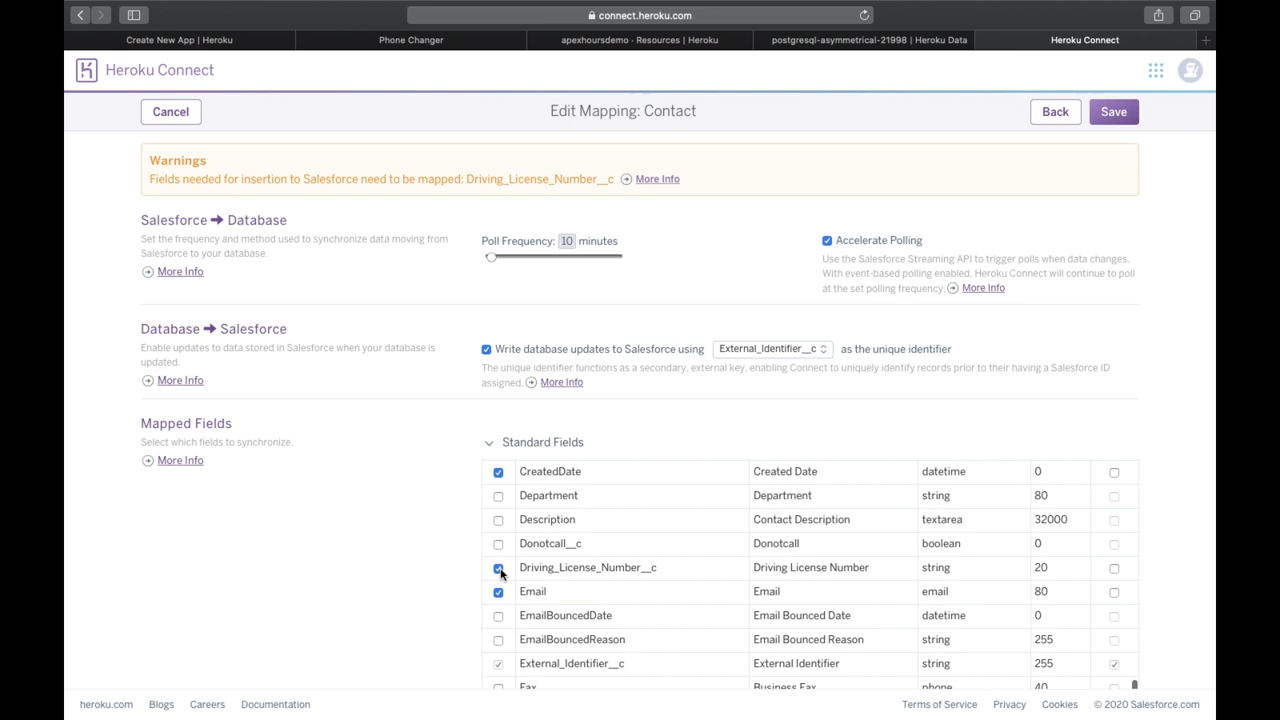 connect.heroku.com
Create New App | Heroku
Phone Changer
apexhoursdemo · Resources | Heroku
postgresql-asymmetrical-21998 | Heroku Data
Heroku Connect
Heroku Connect
Cancel
Edit Mapping: Contact
Back
Save
Warnings
Fields needed for insertion to Salesforce need to be mapped: Driving_License_Number__c More Info
Salesforce → Database
Set the frequency and method used to synchronize data moving from
Salesforce to your database.
More Info
Poll Frequency: 10 minutes
Accelerate Polling
Use the Salesforce Streaming API to trigger polls when data changes.
With event-based polling enabled, Heroku Connect will continue to poll
at the set polling frequency. More Info
Database → Salesforce
Enable updates to data stored in Salesforce when your database is
updated.
More Info
Write database updates to Salesforce using External_Identifier__c as the unique identifier
The unique identifier functions as a secondary, external key, enabling Connect to uniquely identify records prior to their having a Salesforce ID
assigned. More Info
Mapped Fields
Select which fields to synchronize.
More Info
Standard Fields
CreatedDate Created Date datetime 0
Department Department string 80
Description Contact Description textarea 32000
Donotcall__c Donotcall boolean 0
Driving_License_Number__c Driving License Number string 20
Email Email email 80
EmailBouncedDate Email Bounced Date datetime 0
EmailBouncedReason Email Bounced Reason string 255
External_Identifier__c External Identifier string 255
Fax Business Fax phone 40
heroku.com Blogs Careers Documentation
Terms of Service Privacy Cookies © 2020 Salesforce.com